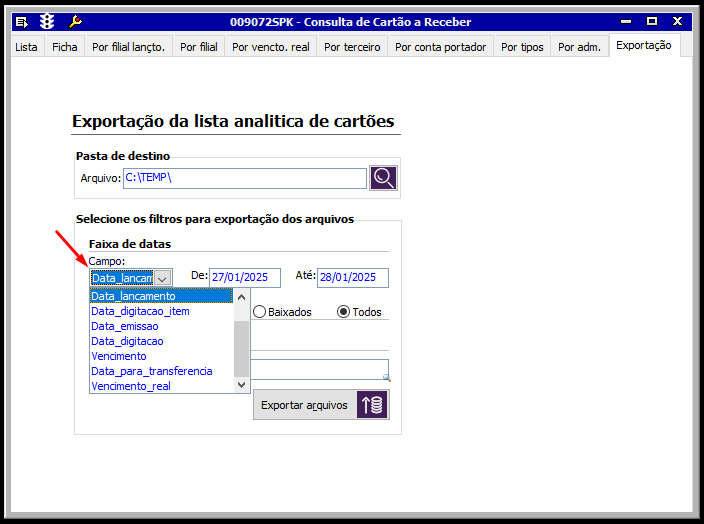 009072SPK - Consulta de Cartão a Receber
Lista Ficha Por filial lançto. Por filial Por vencto. real Por terceiro Por conta portador Por tipos Por adm. Exportação
Exportação da lista analitica de cartões
Pasta de destino
Arquivo: C:\TEMP\
Selecione os filtros para exportação dos arquivos
Faixa de datas
Campo:
Data_lancam De: 27/01/2025 Até: 28/01/2025
Data_lancamento
Data_digitacao_item Baixados Todos
Data_emissao
Data_digitacao
Vencimento
Data_para_transferencia
Vencimento_real
Exportar arquivos